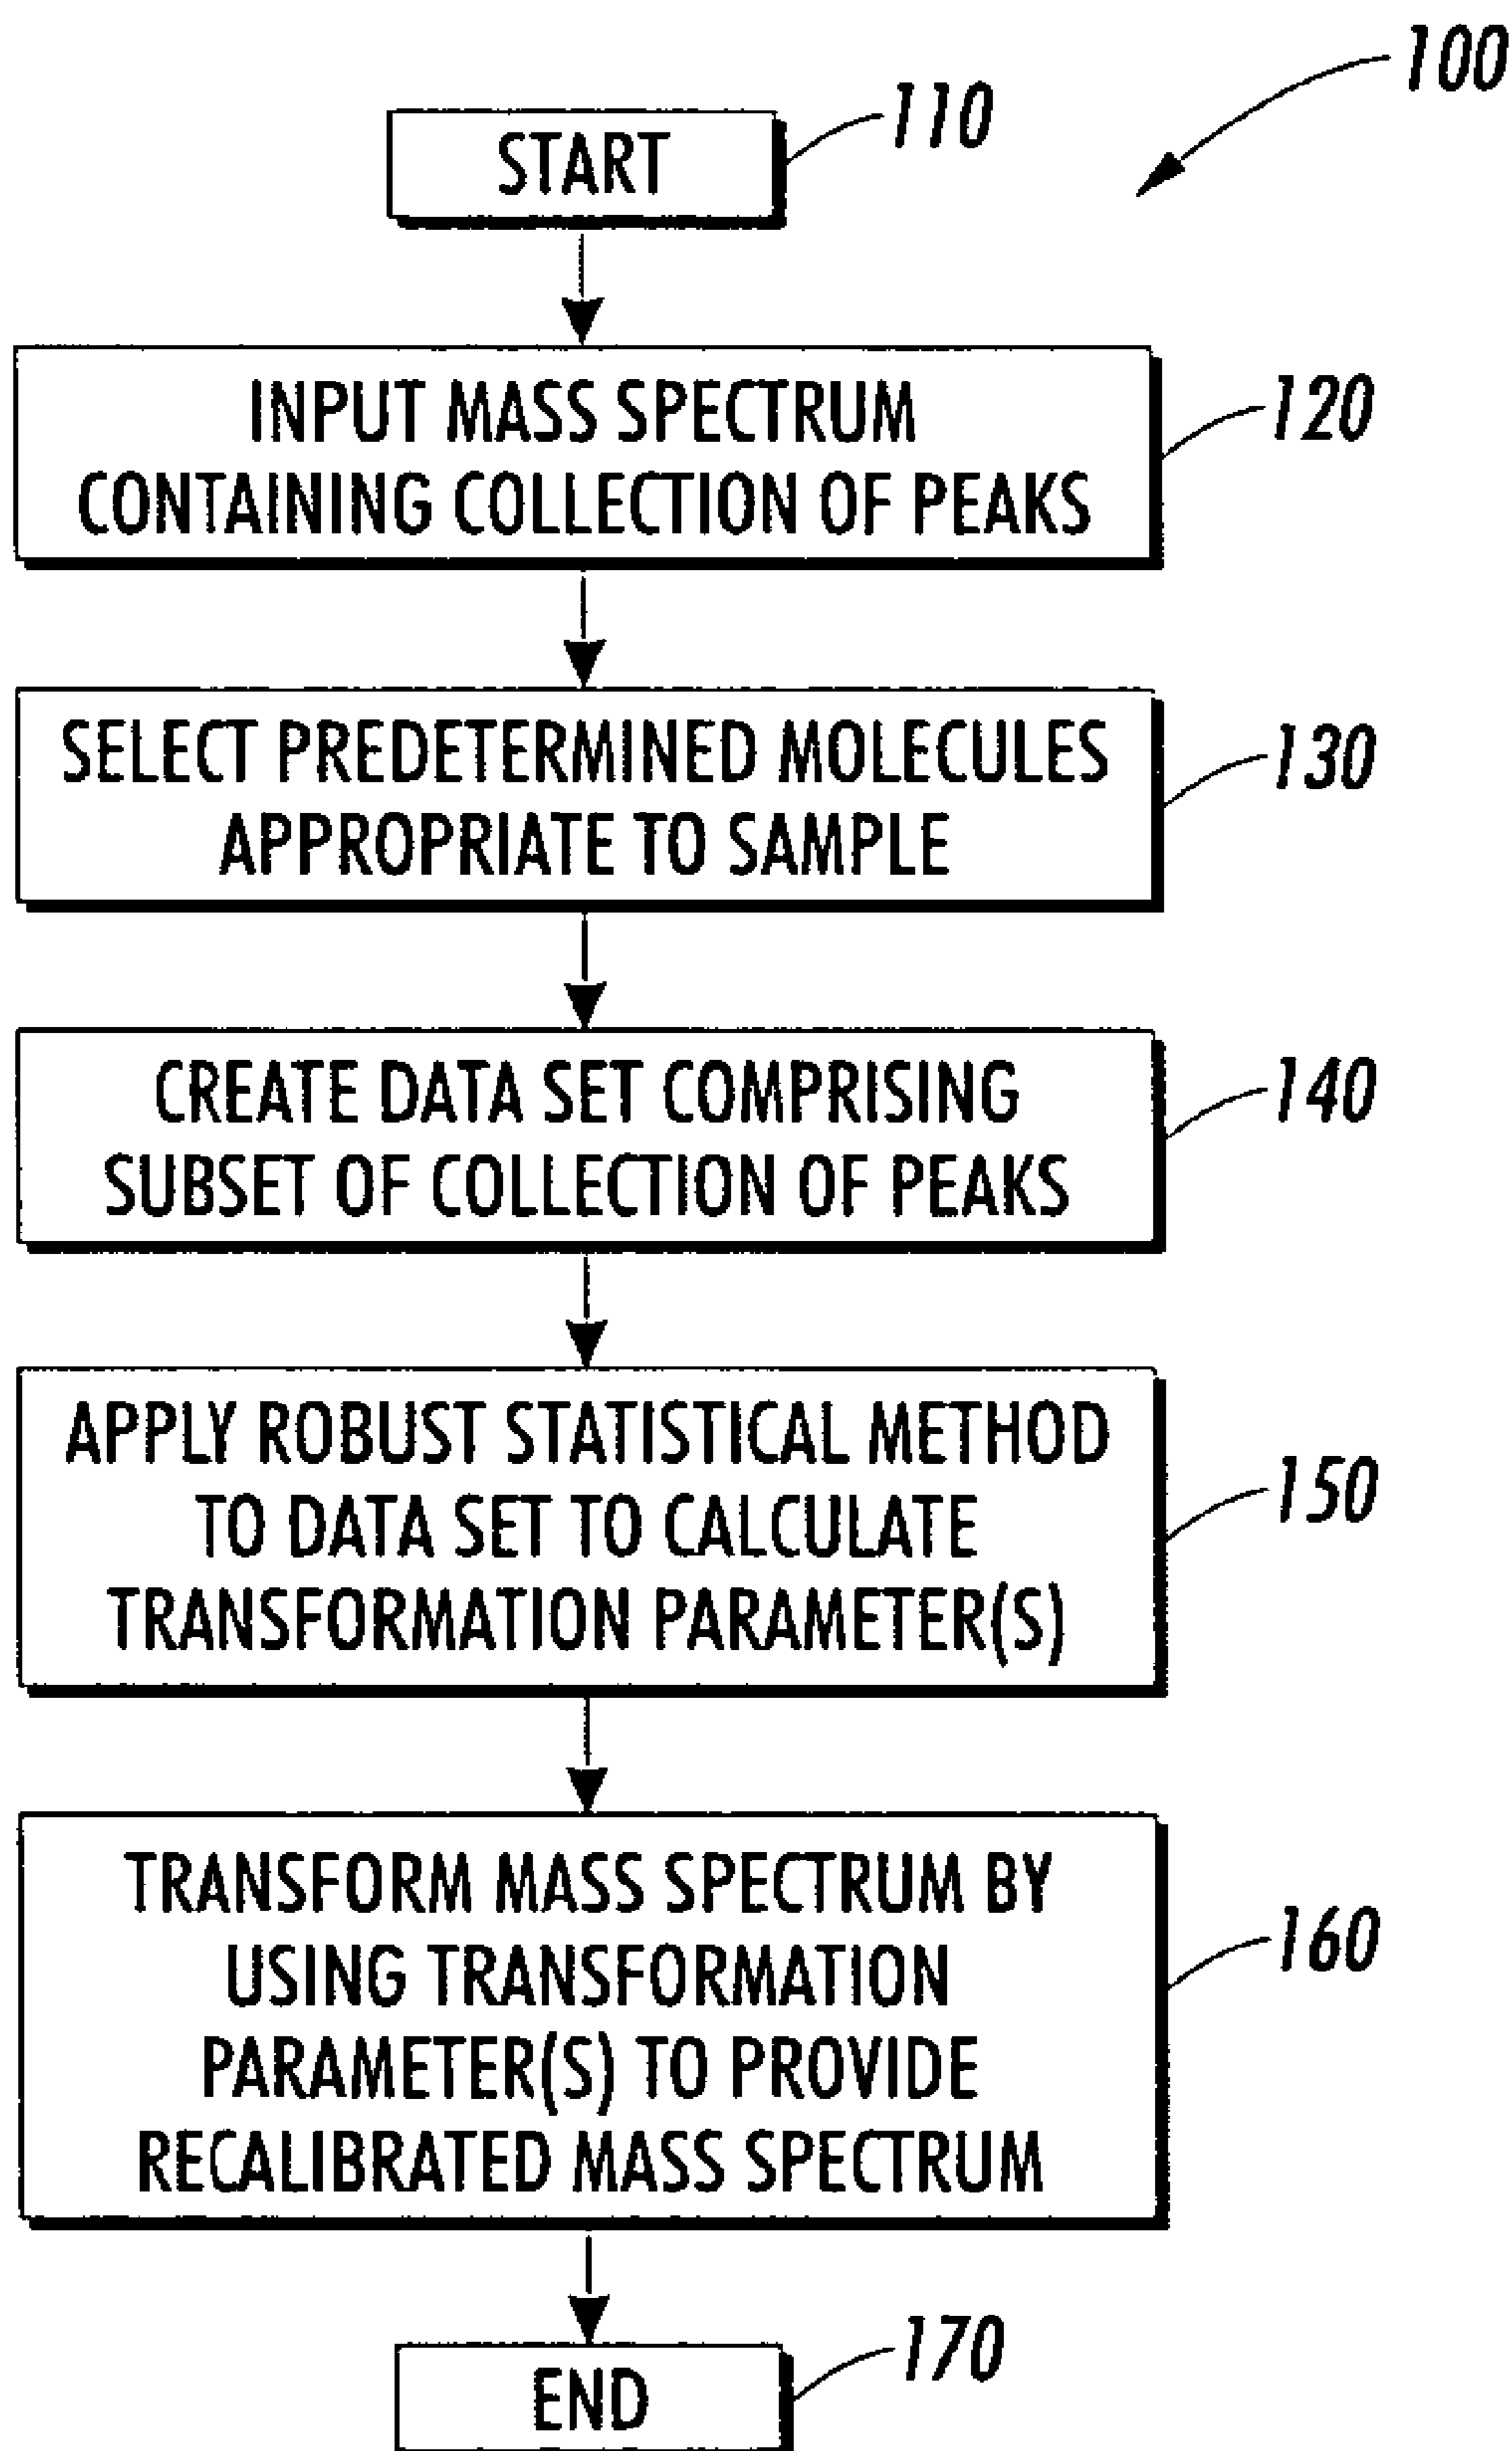 100
START
110
INPUT MASS SPECTRUM
CONTAINING COLLECTION OF PEAKS
120
SELECT PREDETERMINED MOLECULES
APPROPRIATE TO SAMPLE
130
CREATE DATA SET COMPRISING
SUBSET OF COLLECTION OF PEAKS
140
APPLY ROBUST STATISTICAL METHOD
TO DATA SET TO CALCULATE
TRANSFORMATION PARAMETER(S)
150
TRANSFORM MASS SPECTRUM BY
USING TRANSFORMATION
PARAMETER(S) TO PROVIDE
RECALIBRATED MASS SPECTRUM
160
END
170